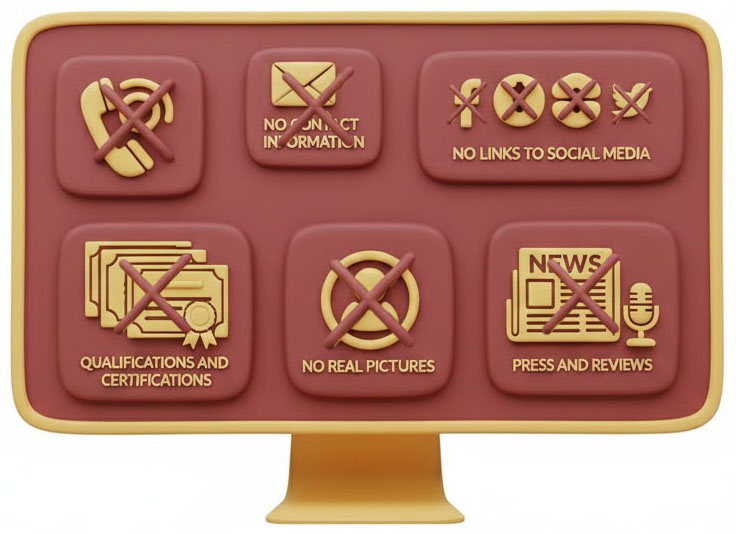 NO CONTACT
INFORMATION
NO LINKS TO SOCIAL MEDIA
QUALIFICATIONS AND
CERTIFICATIONS
NO REAL PICTURES
NEWS
PRESS AND REVIEWS